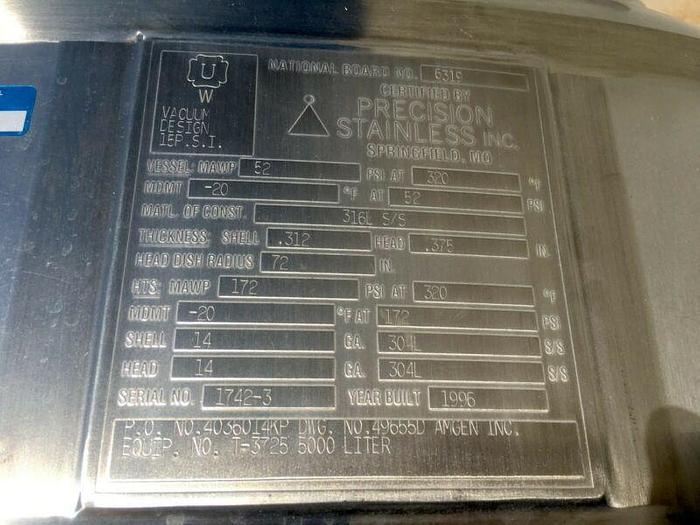 U
W
VACUUM
DESIGN
15P.S.I.
NATIONAL BOARD NO. 6319
CERTIFIED BY
PRECISION
STAINLESS INC.
SPRINGFIELD, MO
VESSEL: MAWP 52 PSI AT 320 °F
MDMT -20 °F AT 52 PSI
MATL. OF CONST. 316L S/S
THICKNESS: SHELL .312 HEAD .375 IN.
HEAD DISH RADIUS 72 IN.
HTS: MAWP 172 PSI AT 320 °F
MDMT -20 °F AT 172 PSI
SHELL 14 GA. 304L S/S
HEAD 14 GA. 304L S/S
SERIAL NO. 1742-3 YEAR BUILT 1996
P.O. NO.4036014KP DWG. NO.49655D AMGEN INC.
EQUIP. NO. T-3725 5000 LITER